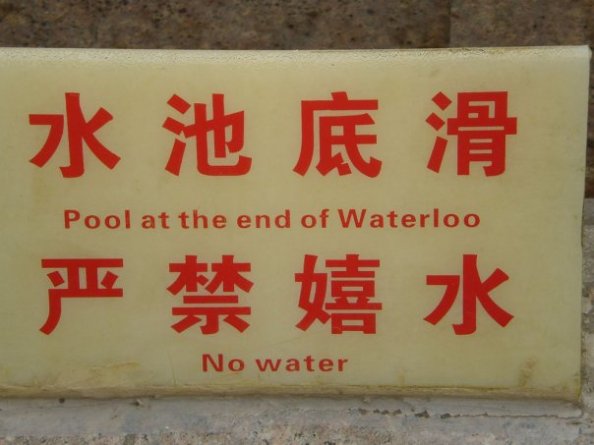 水池底滑
Pool at the end of Waterloo
严禁嬉水
No water